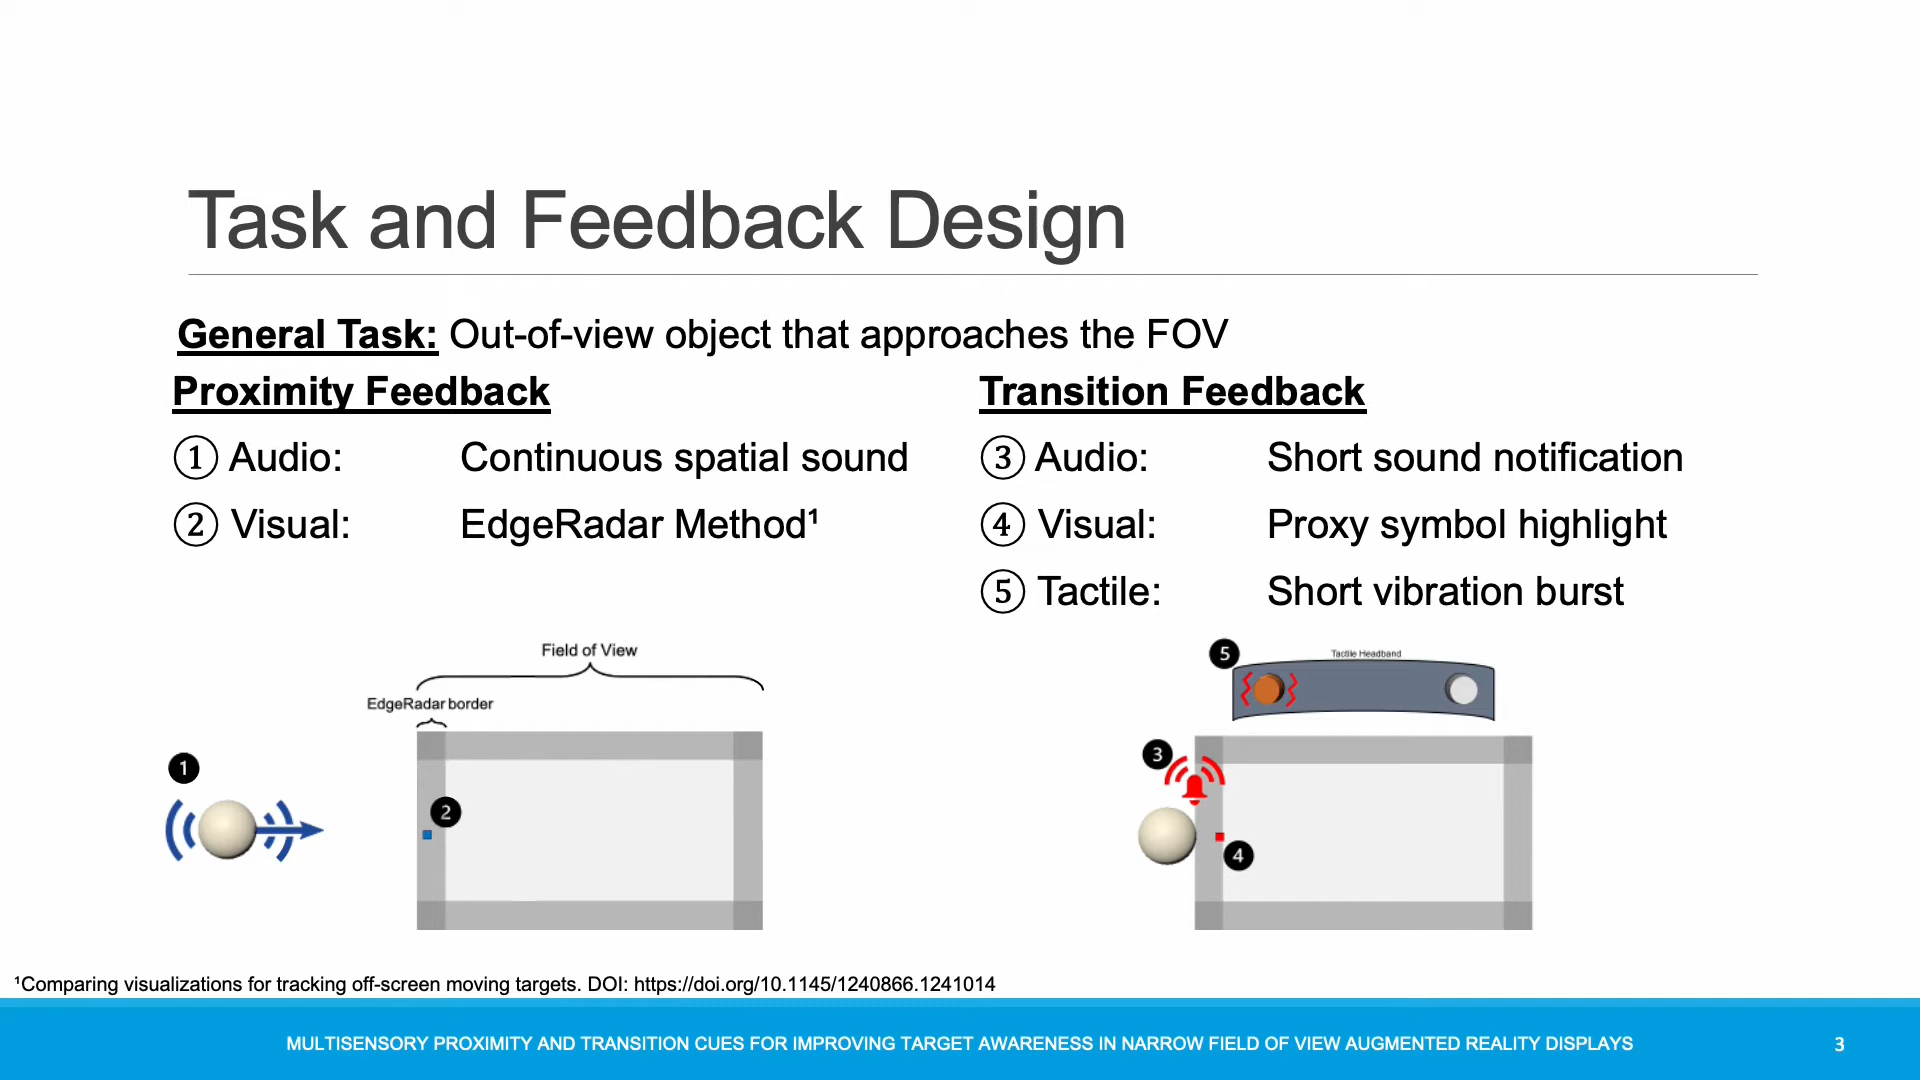 Task and Feedback Design
General Task: Out-of-view object that approaches the FOV
Proximity Feedback
① Audio: Continuous spatial sound
② Visual: EdgeRadar Method¹
Transition Feedback
③ Audio: Short sound notification
④ Visual: Proxy symbol highlight
⑤ Tactile: Short vibration burst
Field of View
EdgeRadar border
1
2
5
Tactile Headband
3
4
¹Comparing visualizations for tracking off-screen moving targets. DOI: https://doi.org/10.1145/1240866.1241014
MULTISENSORY PROXIMITY AND TRANSITION CUES FOR IMPROVING TARGET AWARENESS IN NARROW FIELD OF VIEW AUGMENTED REALITY DISPLAYS
3